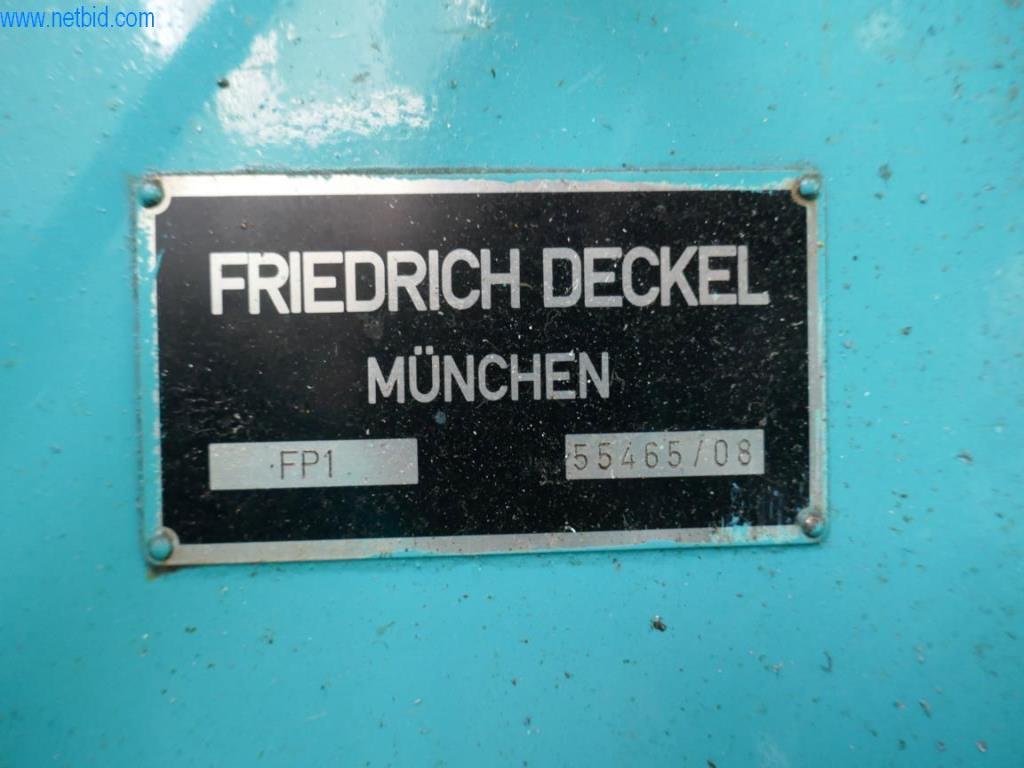 www.netbid.com
FRIEDRICH DECKEL
MÜNCHEN
FP1 55465/08